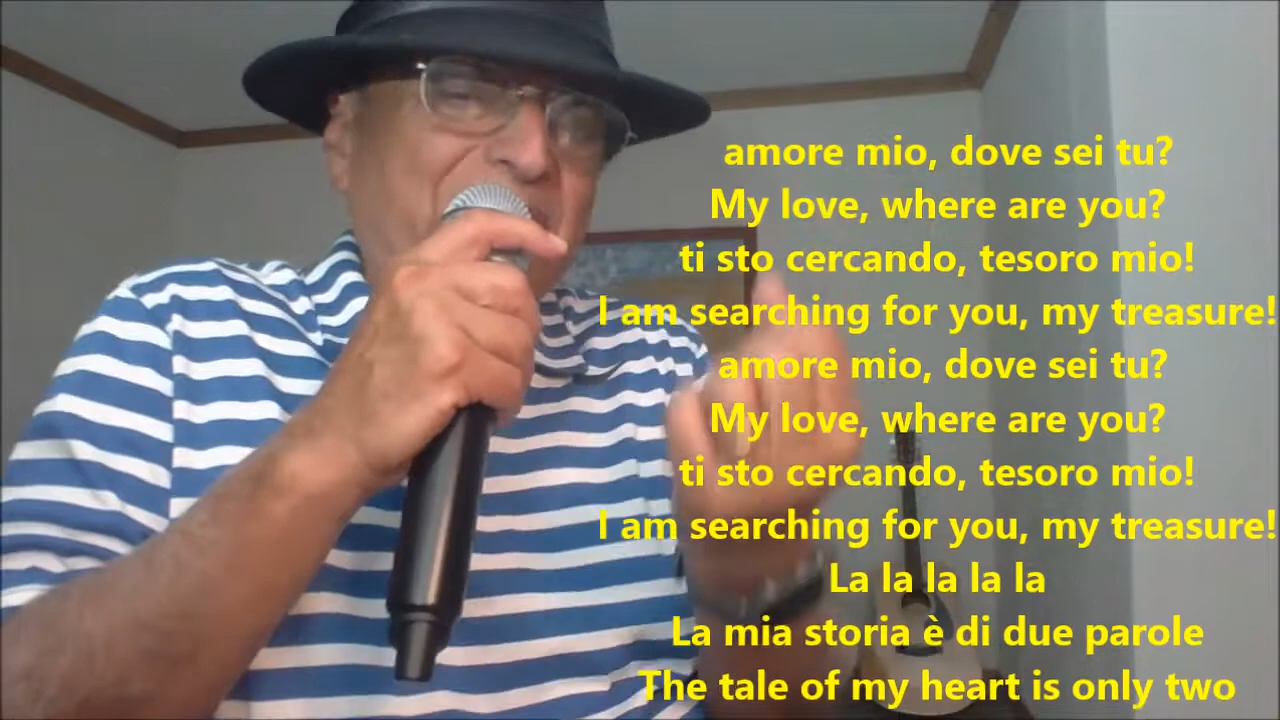 amore mio, dove sei tu?
My love, where are you?
ti sto cercando, tesoro mio!
I am searching for you, my treasure!
amore mio, dove sei tu?
My love, where are you?
ti sto cercando, tesoro mio!
I am searching for you, my treasure!
La la la la la
La mia storia è di due parole
The tale of my heart is only two